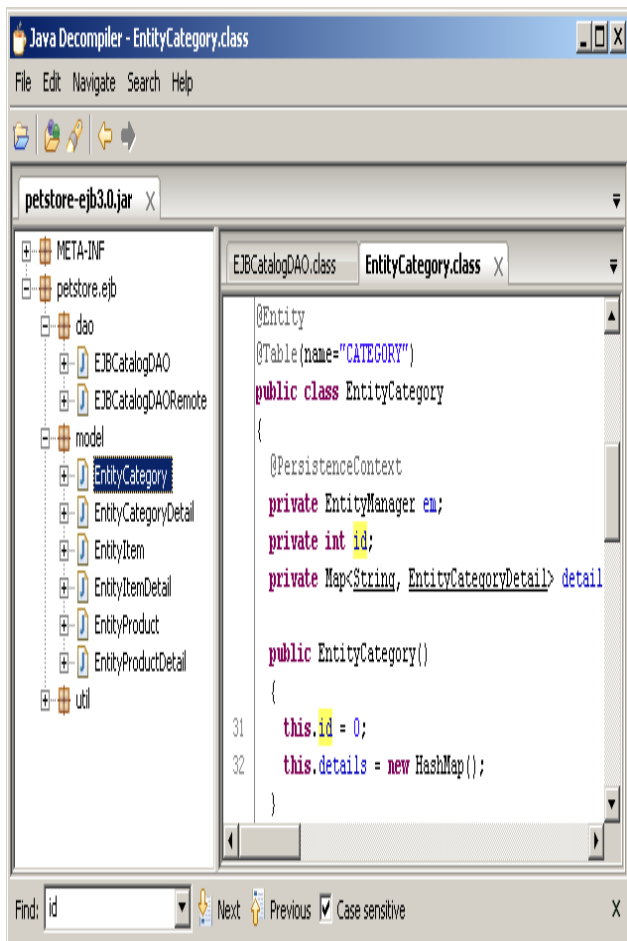 Java Decompiler - EntityCategory.class
File Edit Navigate Search Help
petstore-ejb3.0.jar
META-INF
petstore.ejb
dao
EJBCatalogDAO
EJBCatalogDAORemote
model
EntityCategory
EntityCategoryDetail
EntityItem
EntityItemDetail
EntityProduct
EntityProductDetail
util
EJBCatalogDAO.class EntityCategory.class
@Entity
@Table(name="CATEGORY")
public class EntityCategory
{
@PersistenceContext
private EntityManager em;
private int id;
private Map<String, EntityCategoryDetail> detail
public EntityCategory()
{
31 this.id = 0;
32 this.details = new HashMap();
}
Find: id Next Previous Case sensitive